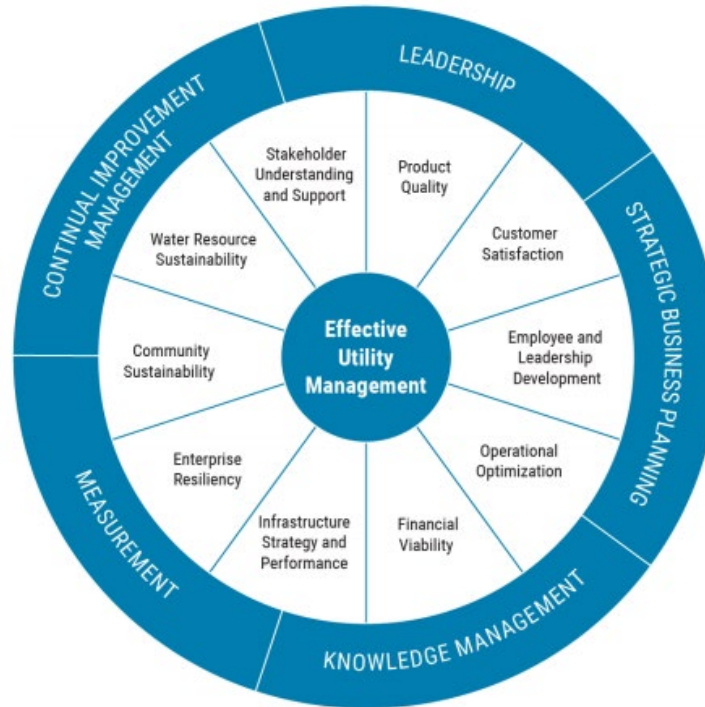 LEADERSHIP
STRATEGIC BUSINESS PLANNING
KNOWLEDGE MANAGEMENT
MEASUREMENT
CONTINUAL IMPROVEMENT
MANAGEMENT
Product
Quality
Customer
Satisfaction
Employee and
Leadership
Development
Operational
Optimization
Financial
Viability
Infrastructure
Strategy and
Performance
Enterprise
Resiliency
Community
Sustainability
Water Resource
Sustainability
Stakeholder
Understanding
and Support
Effective
Utility
Management